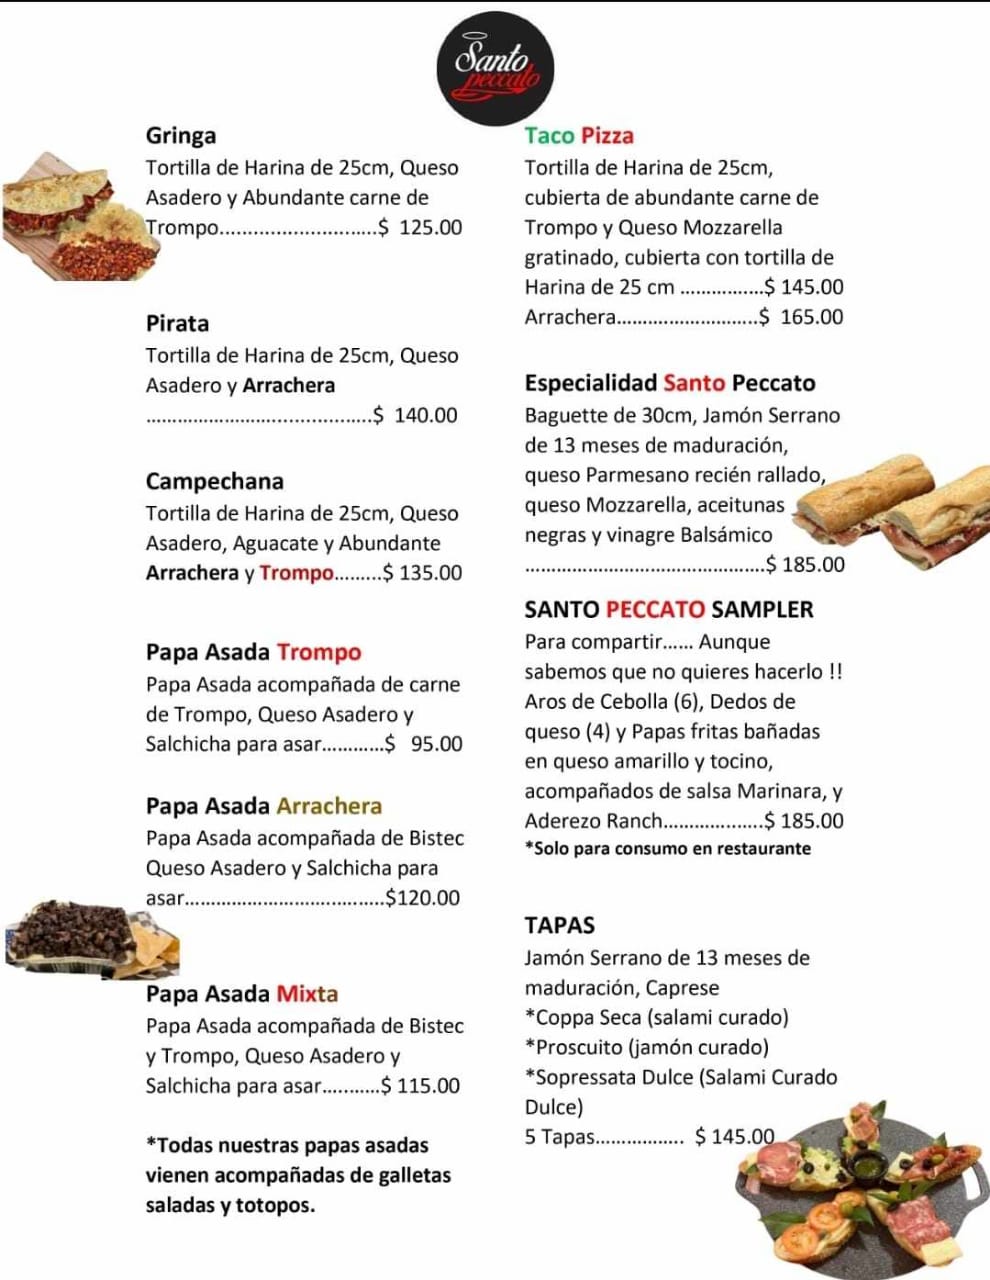 Santo
peccato
Gringa
Tortilla de Harina de 25cm, Queso
Asadero y Abundante carne de
Trompo............................$ 125.00
Pirata
Tortilla de Harina de 25cm, Queso
Asadero y Arrachera
........................................$ 140.00
Campechana
Tortilla de Harina de 25cm, Queso
Asadero, Aguacate y Abundante
Arrachera y Trompo.........$ 135.00
Papa Asada Trompo
Papa Asada acompañada de carne
de Trompo, Queso Asadero y
Salchicha para asar............$ 95.00
Papa Asada Arrachera
Papa Asada acompañada de Bistec
Queso Asadero y Salchicha para
asar...................................$120.00
Papa Asada Mixta
Papa Asada acompañada de Bistec
y Trompo, Queso Asadero y
Salchicha para asar...........$ 115.00
*Todas nuestras papas asadas
vienen acompañadas de galletas
saladas y totopos.
Taco Pizza
Tortilla de Harina de 25cm,
cubierta de abundante carne de
Trompo y Queso Mozzarella
gratinado, cubierta con tortilla de
Harina de 25 cm ...............$ 145.00
Arrachera.........................$ 165.00
Especialidad Santo Peccato
Baguette de 30cm, Jamón Serrano
de 13 meses de maduración,
queso Parmesano recién rallado,
queso Mozzarella, aceitunas
negras y vinagre Balsámico
..........................................$ 185.00
SANTO PECCATO SAMPLER
Para compartir...... Aunque
sabemos que no quieres hacerlo !!
Aros de Cebolla (6), Dedos de
queso (4) y Papas fritas bañadas
en queso amarillo y tocino,
acompañados de salsa Marinara, y
Aderezo Ranch..................$ 185.00
*Solo para consumo en restaurante
TAPAS
Jamón Serrano de 13 meses de
maduración, Caprese
*Coppa Seca (salami curado)
*Proscuito (jamón curado)
*Sopressata Dulce (Salami Curado
Dulce)
5 Tapas................. $ 145.00